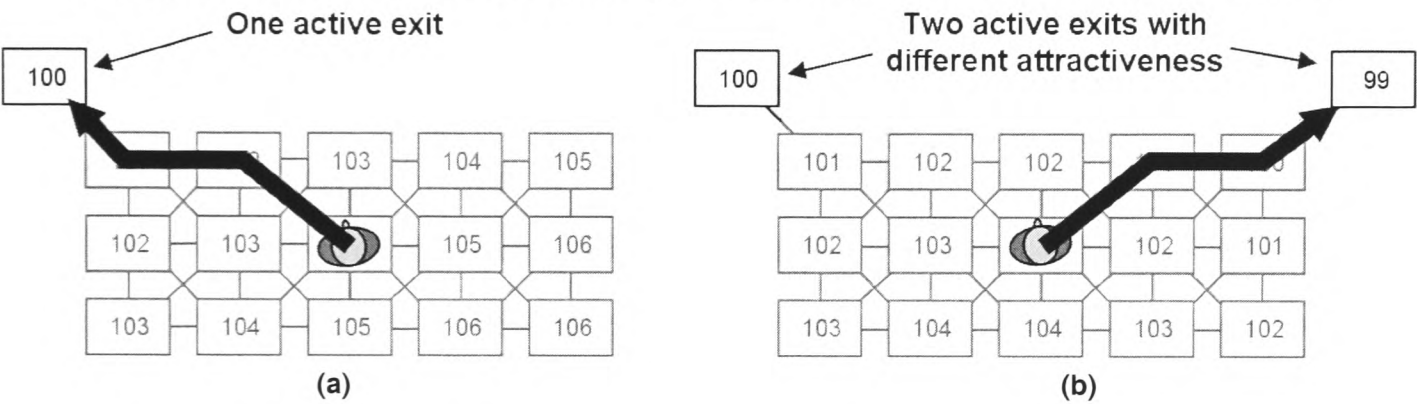 One active exit
100
103 104 105
102 103 105 106
103 104 105 106 106
(a)
Two active exits with
different attractiveness
100
99
101 102 102
102 103 102 101
103 104 104 103 102
(b)